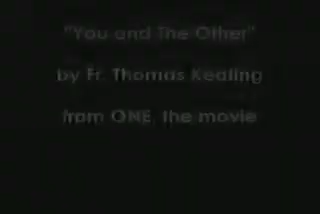 "You and The Other"
by Fr. Thomas Keating
from ONE, the movie